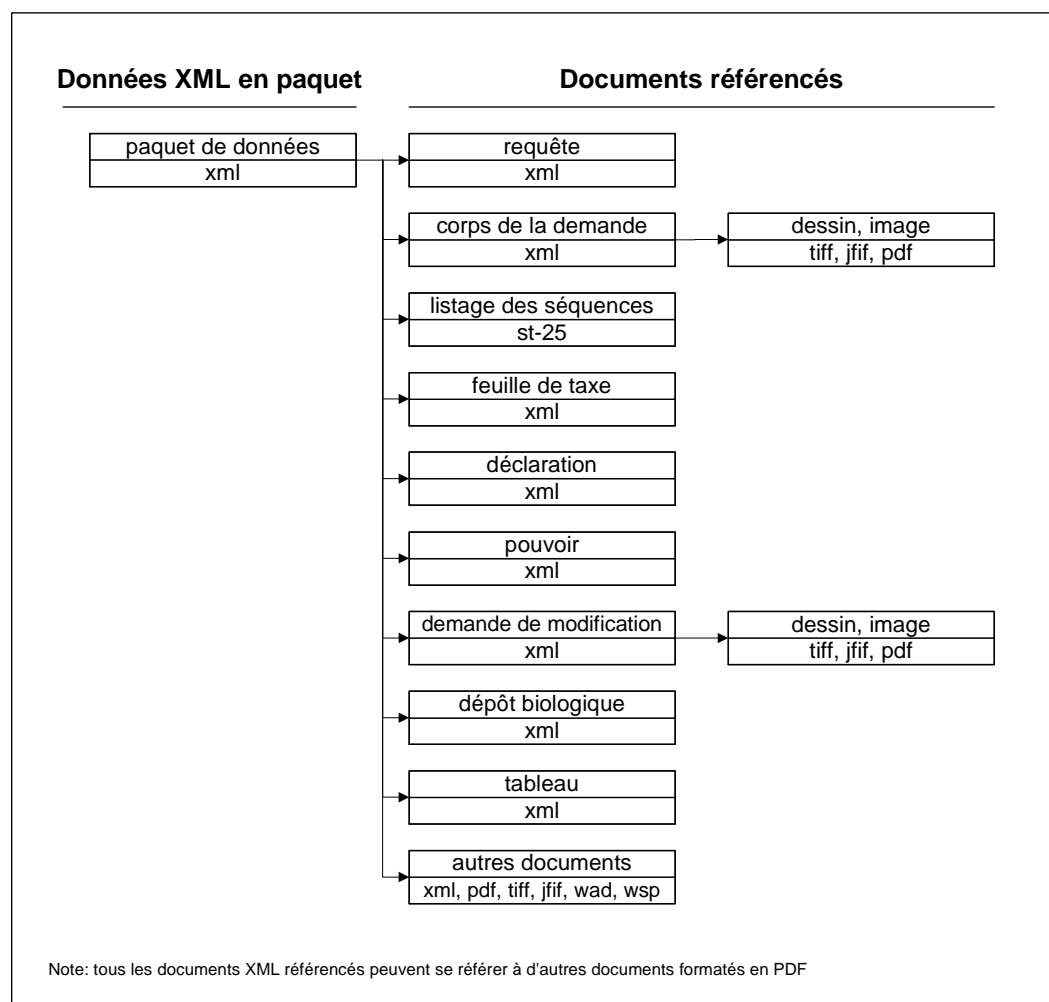 Données XML en paquet
Documents référencés
paquet de données
xml
requête
xml
corps de la demande
xml
dessin, image
tiff, jfif, pdf
listage des séquences
st-25
feuille de taxe
xml
déclaration
xml
pouvoir
xml
demande de modification
xml
dessin, image
tiff, jfif, pdf
dépôt biologique
xml
tableau
xml
autres documents
xml, pdf, tiff, jfif, wad, wsp
Note: tous les documents XML référencés peuvent se référer à d'autres documents formatés en PDF